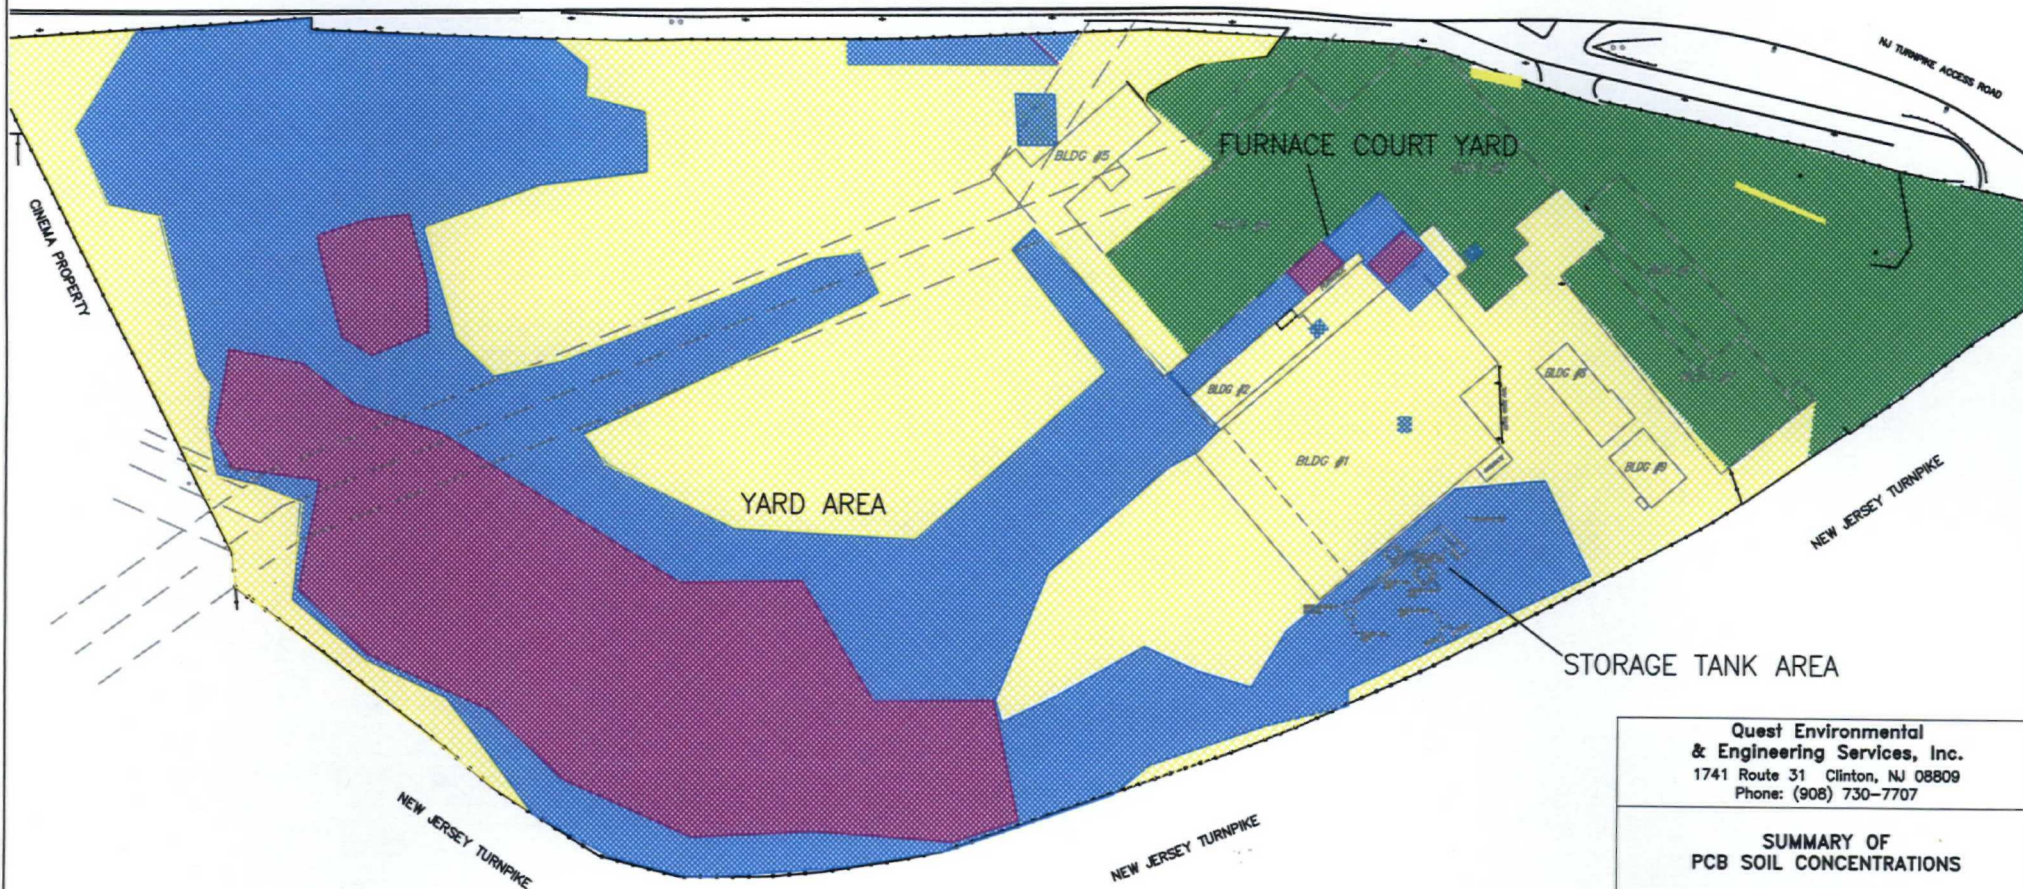 NJ TURNPIKE ACCESS ROAD
FURNACE COURT YARD
BLDG #5
CINEMA PROPERTY
BLDG #2
BLDG #1
BLDG #9
YARD AREA
NEW JERSEY TURNPIKE
STORAGE TANK AREA
NEW JERSEY TURNPIKE
NEW JERSEY TURNPIKE
Quest Environmental
& Engineering Services, Inc.
1741 Route 31 Clinton, NJ 08809
Phone: (908) 730-7707
SUMMARY OF
PCB SOIL CONCENTRATIONS